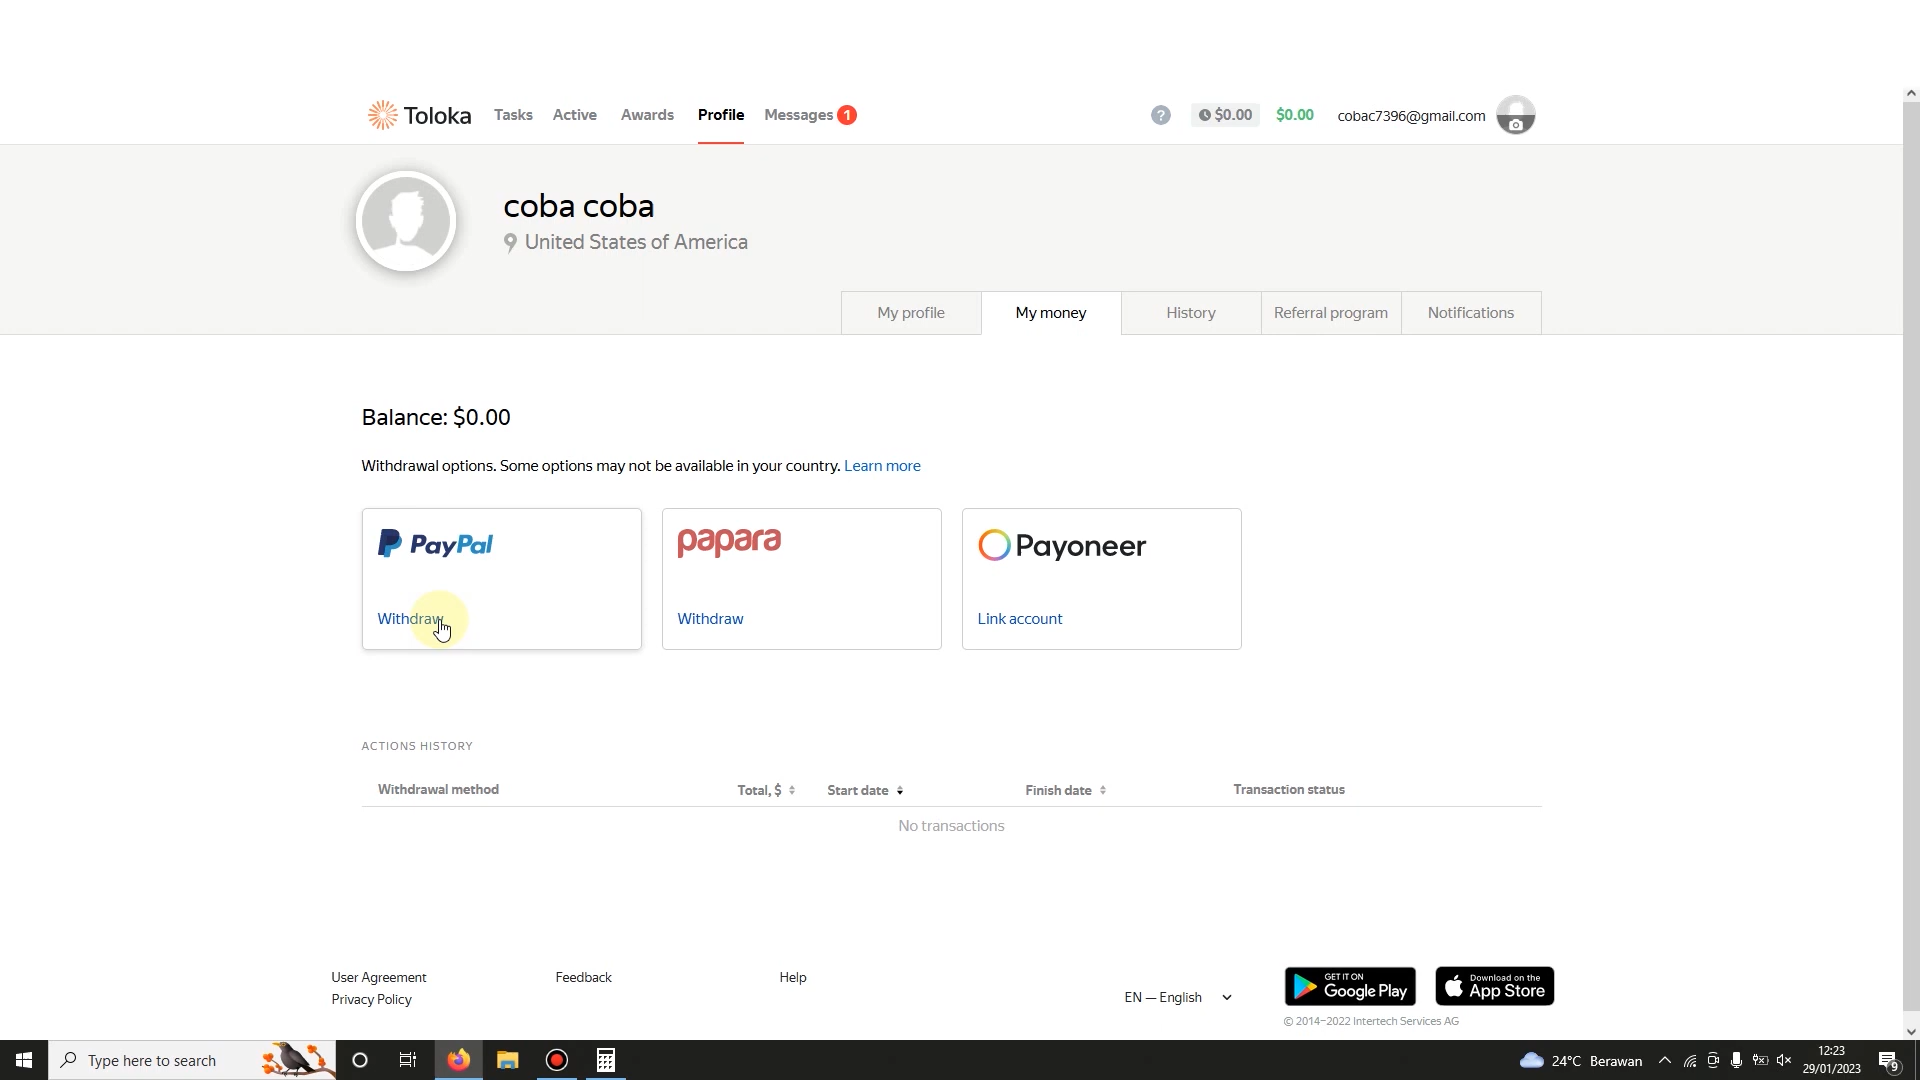 Toloka Tasks Active Awards Profile Messages 1 ? $0.00 $0.00 cobac7396@gmail.com
coba coba
United States of America
My profile My money History Referral program Notifications
Balance: $0.00
Withdrawal options. Some options may not be available in your country. Learn more
PayPal papara Payoneer
Withdraw Withdraw Link account
ACTIONS HISTORY
Withdrawal method Total, $ Start date Finish date Transaction status
No transactions
User Agreement Feedback Help
Privacy Policy
EN — English
GET IT ON
Google Play
Download on the
App Store
© 2014–2022 Intertech Services AG
Type here to search
24°C Berawan
12:23
29/01/2023
9